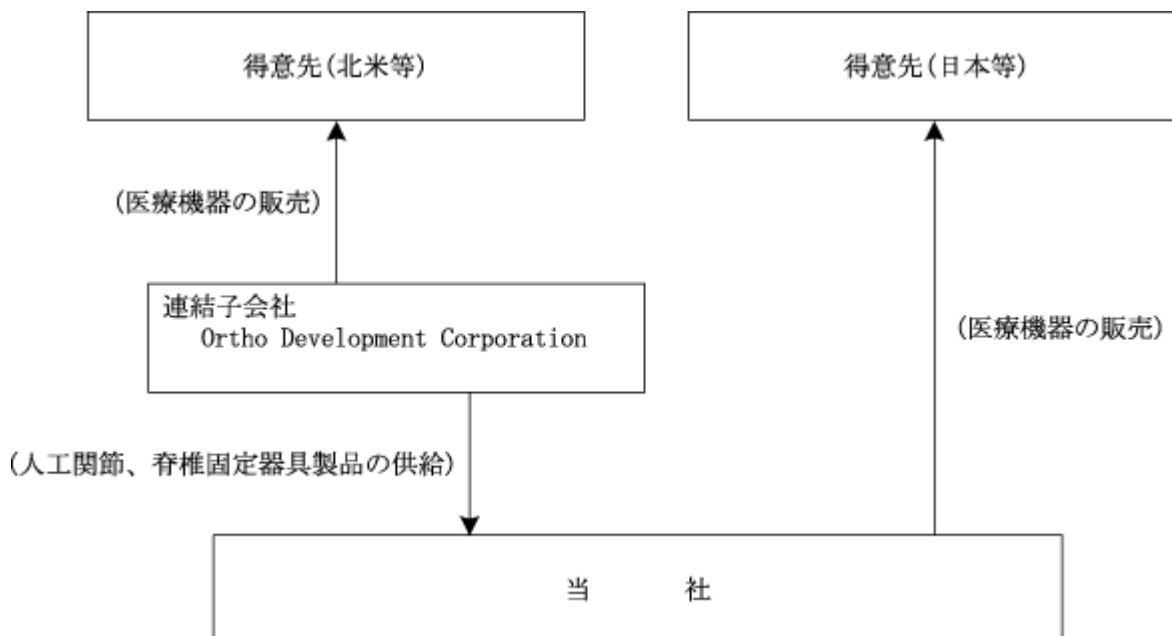 得意先(北米等)
得意先(日本等)
(医療機器の販売)
連結子会社
Ortho Development Corporation
(医療機器の販売)
(人工関節、脊椎固定器具製品の供給)
当 社